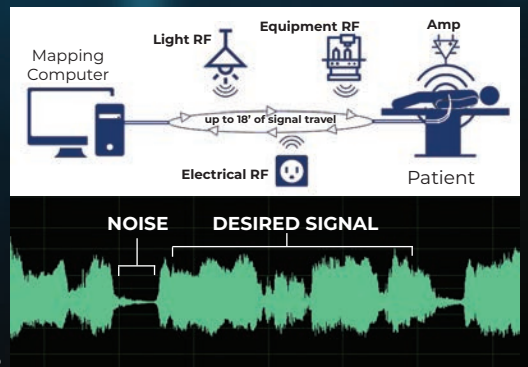 Mapping
Computer
Light RF
Equipment RF
Amp
up to 18' of signal travel
Electrical RF
Patient
NOISE
DESIRED SIGNAL